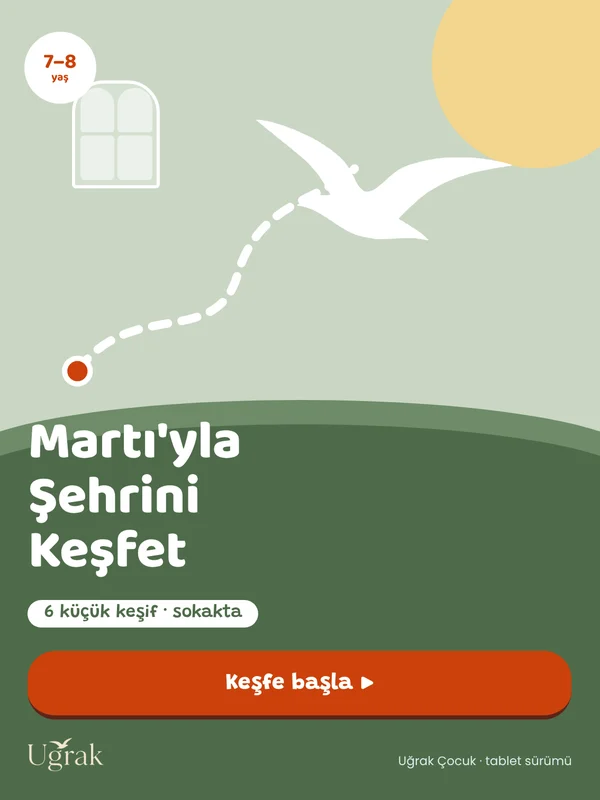 7–8
yaş
Martı'yla
Şehrini
Keşfet
6 küçük keşif · sokakta
Keşfe başla
Uğrak
Uğrak Çocuk · tablet sürümü